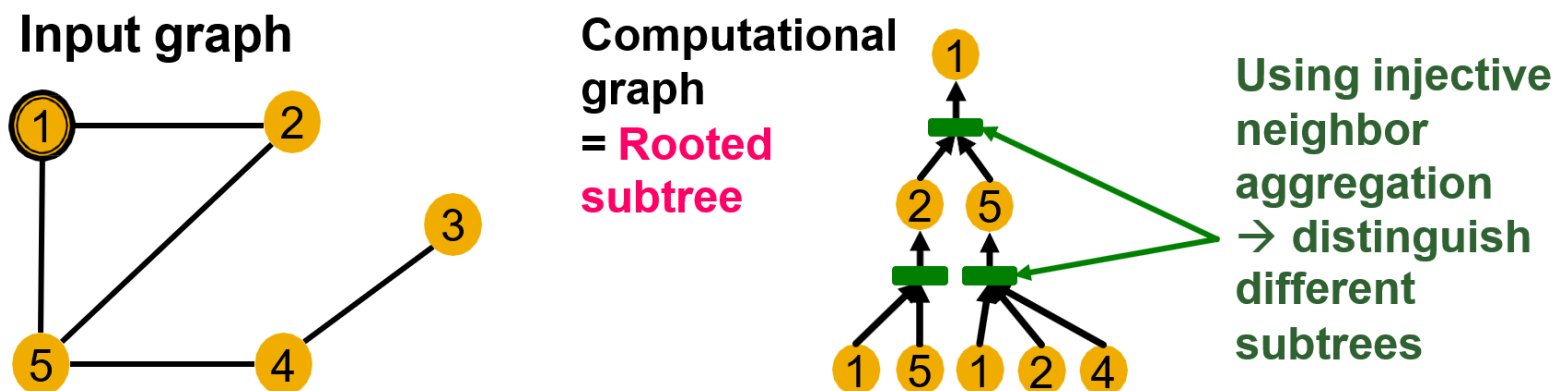 Input graph
1
2
3
5
4
Computational
graph
= Rooted
subtree
1
2 5
1 5 1 2 4
Using injective
neighbor
aggregation
→ distinguish
different
subtrees